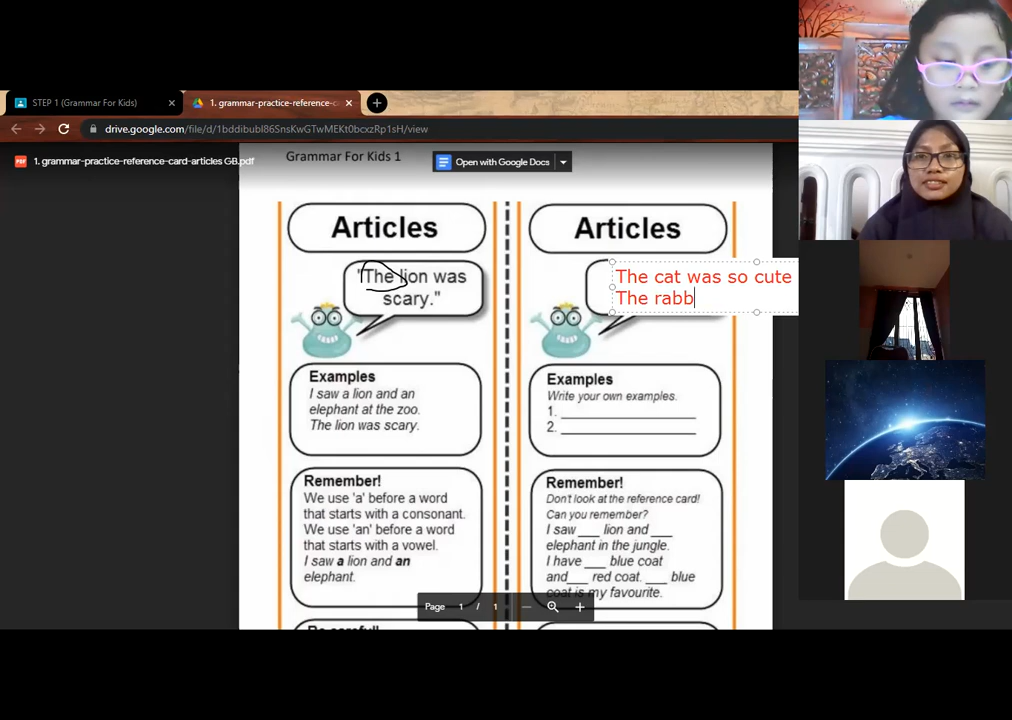 STEP 1 (Grammar For Kids)
1. grammar-practice-reference-c
drive.google.com/file/d/1bddibubI86SnsKwGTwMEKt0bcxzRp1sH/view
1. grammar-practice-reference-card-articles GB.pdf
Grammar For Kids 1
Open with Google Docs
Articles
"The lion was
scary."
Examples
I saw a lion and an
elephant at the zoo.
The lion was scary.
Remember!
We use 'a' before a word
that starts with a consonant.
We use 'an' before a word
that starts with a vowel.
I saw a lion and an
elephant.
Articles
The cat was so cute
The rabb
Examples
Write your own examples.
1. ____________________
2. ____________________
Remember!
Don't look at the reference card!
Can you remember?
I saw ___ lion and ___
elephant in the jungle.
I have ___ blue coat
and ___ red coat. ___ blue
coat is my favourite.
Page 1 / 1